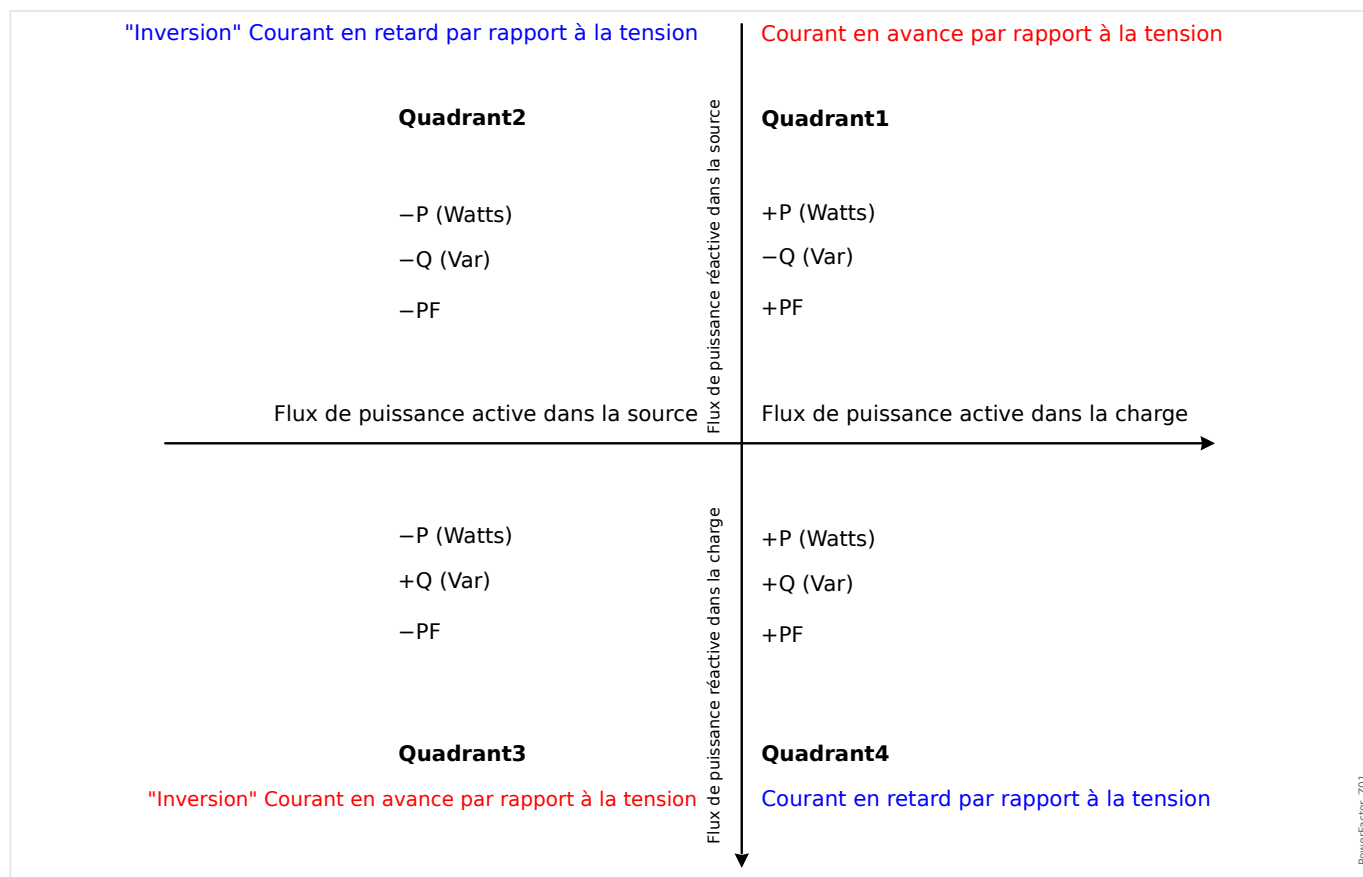 "Inversion" Courant en retard par rapport à la tension
Courant en avance par rapport à la tension
Quadrant2
Quadrant1
−P (Watts)
−Q (Var)
−PF
+P (Watts)
−Q (Var)
+PF
Flux de puissance réactive dans la source
Flux de puissance active dans la source
Flux de puissance active dans la charge
−P (Watts)
+Q (Var)
−PF
Flux de puissance réactive dans la charge
+P (Watts)
+Q (Var)
+PF
Quadrant3
Quadrant4
"Inversion" Courant en avance par rapport à la tension
Courant en retard par rapport à la tension
PowerFactor_Z01